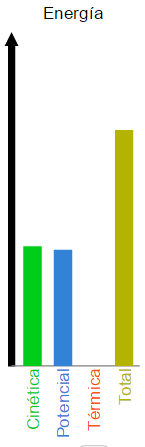 Energía
Cinética
Potencial
Térmica
Total